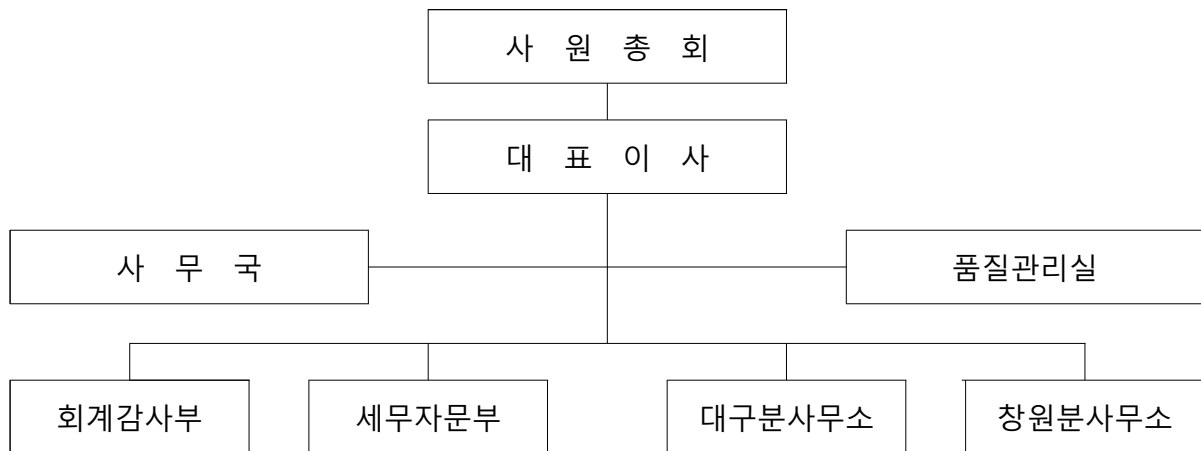 사 원 총 회
대 표 이 사
사 무 국
품질관리실
회계감사부
세무자문부
대구분사무소
창원분사무소